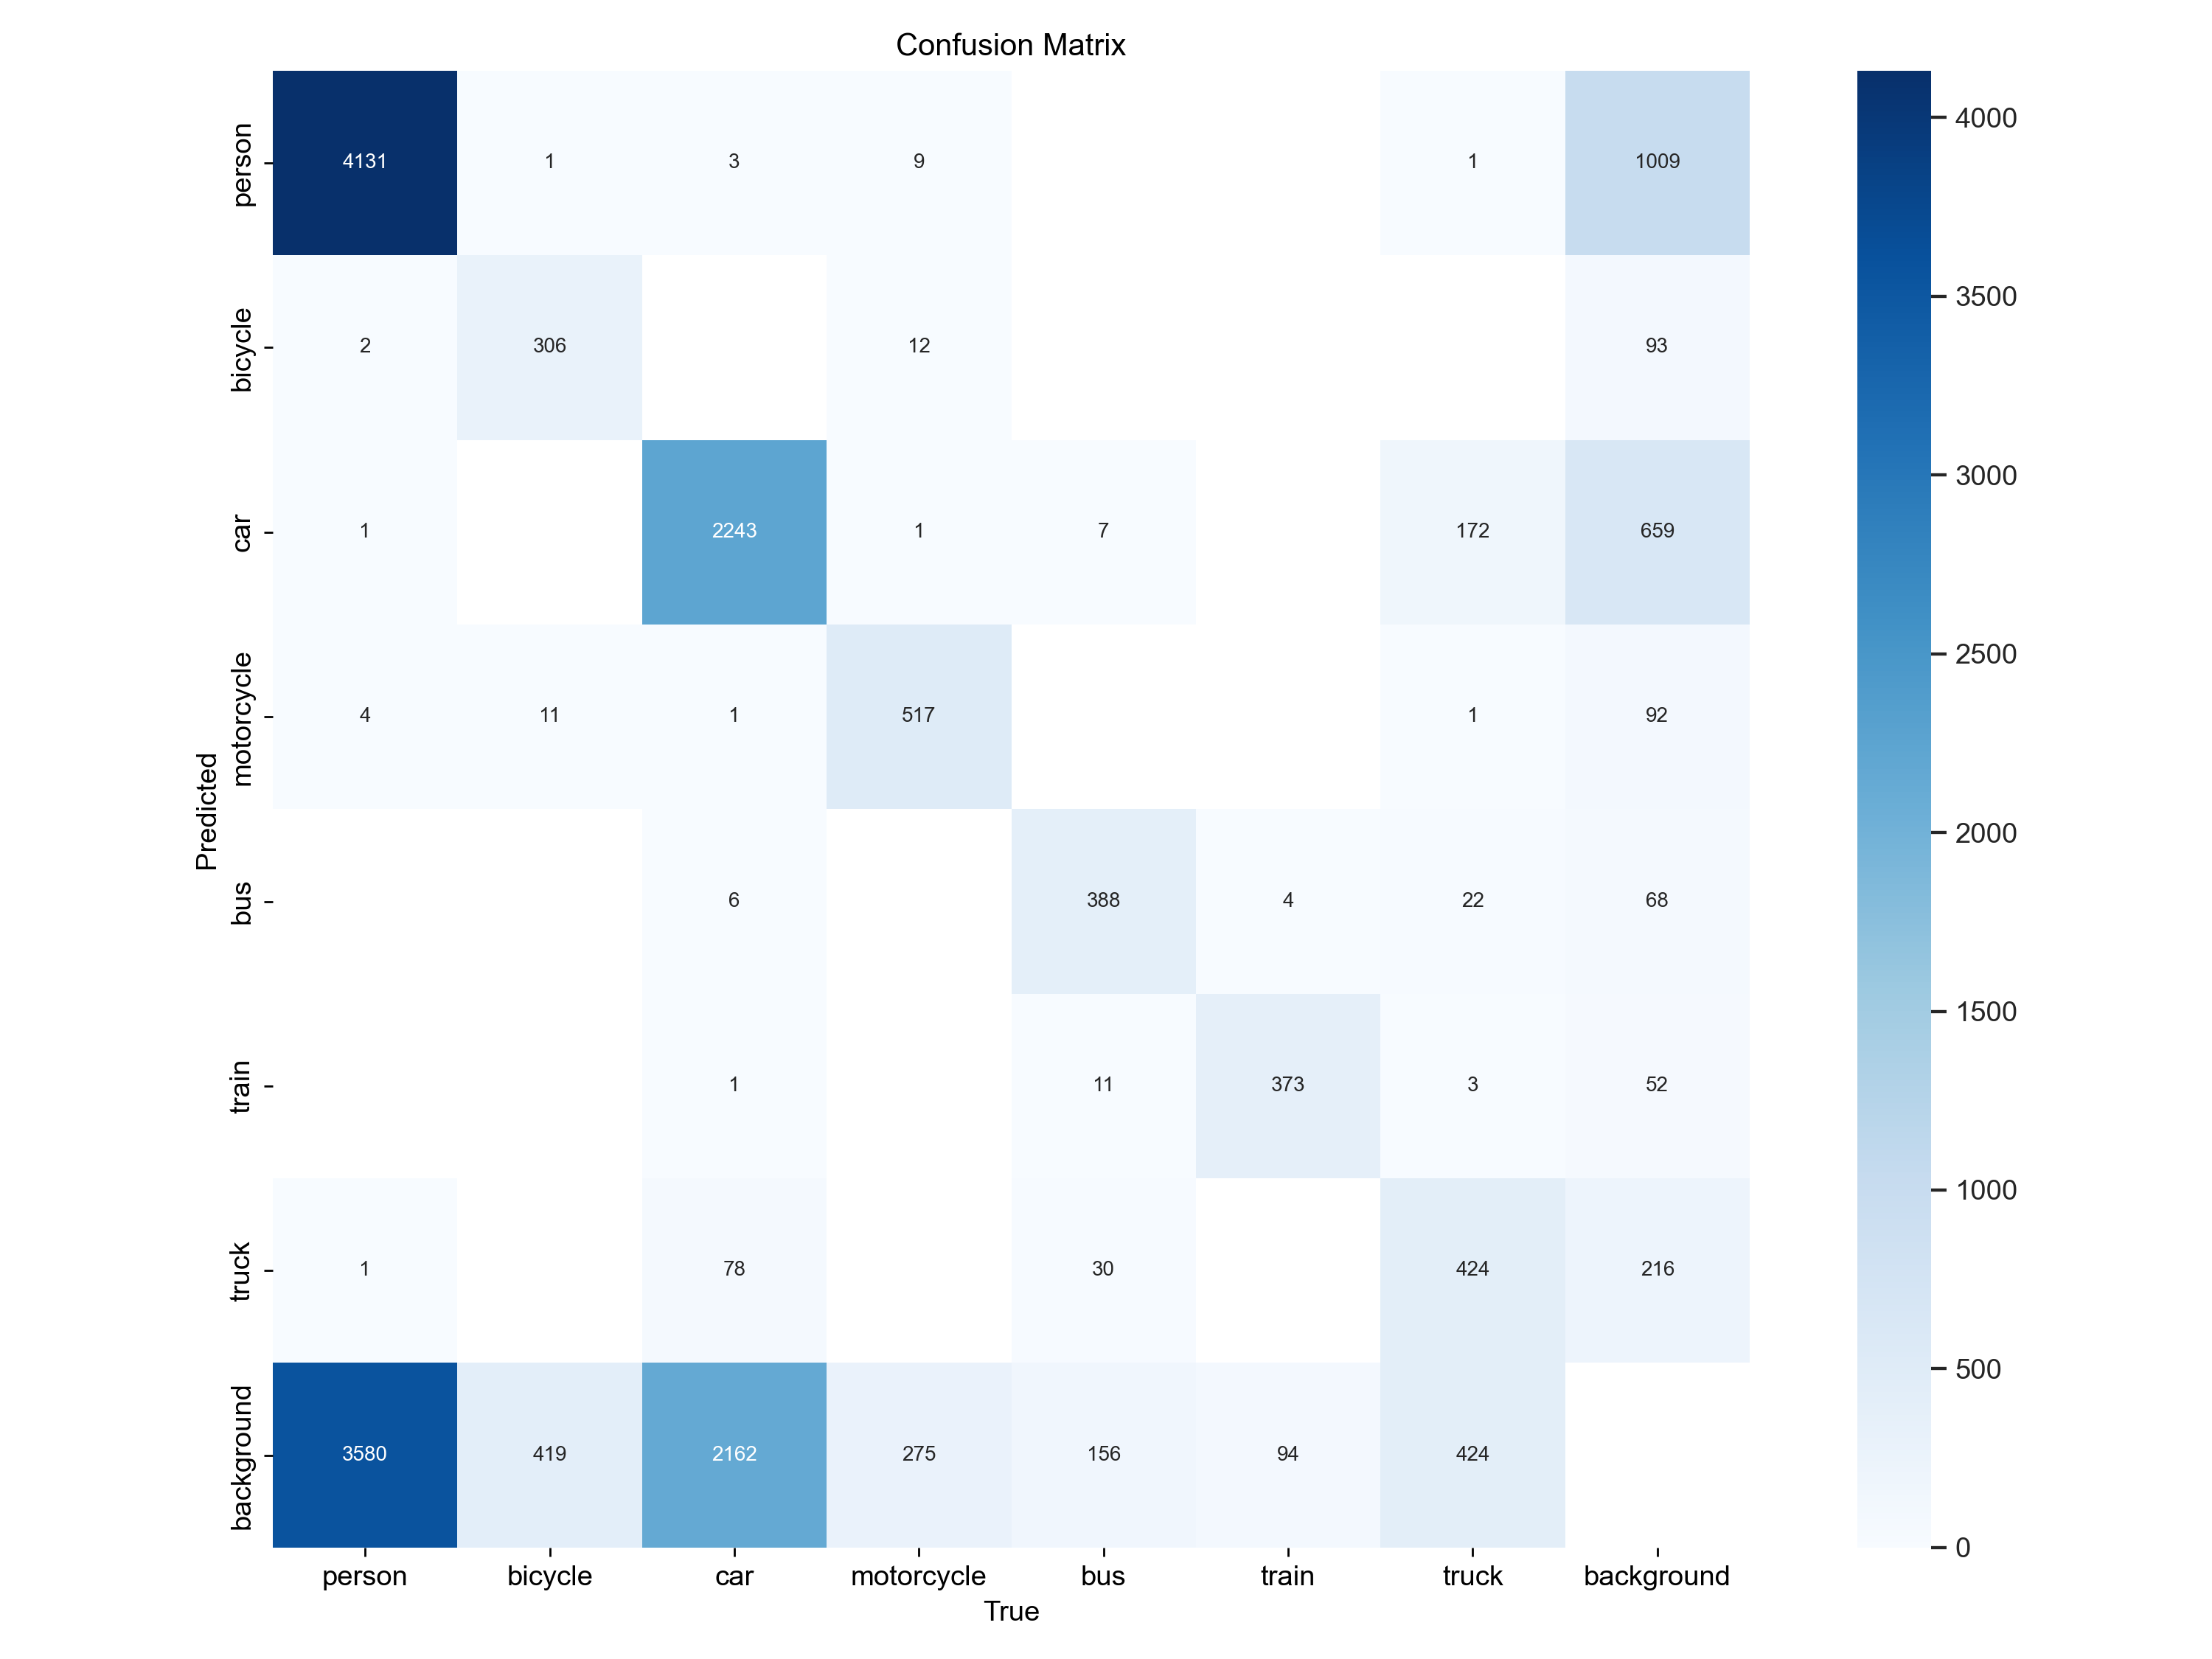 Confusion Matrix
person 4131 1 3 9 1 1009
bicycle 2 306 12 93
car 1 2243 1 7 172 659
motorcycle 4 11 1 517 1 92
bus 6 388 4 22 68
train 1 11 373 3 52
truck 1 78 30 424 216
background 3580 419 2162 275 156 94 424
Predicted
person bicycle car motorcycle bus train truck background
True
4000
3500
3000
2500
2000
1500
1000
500
0